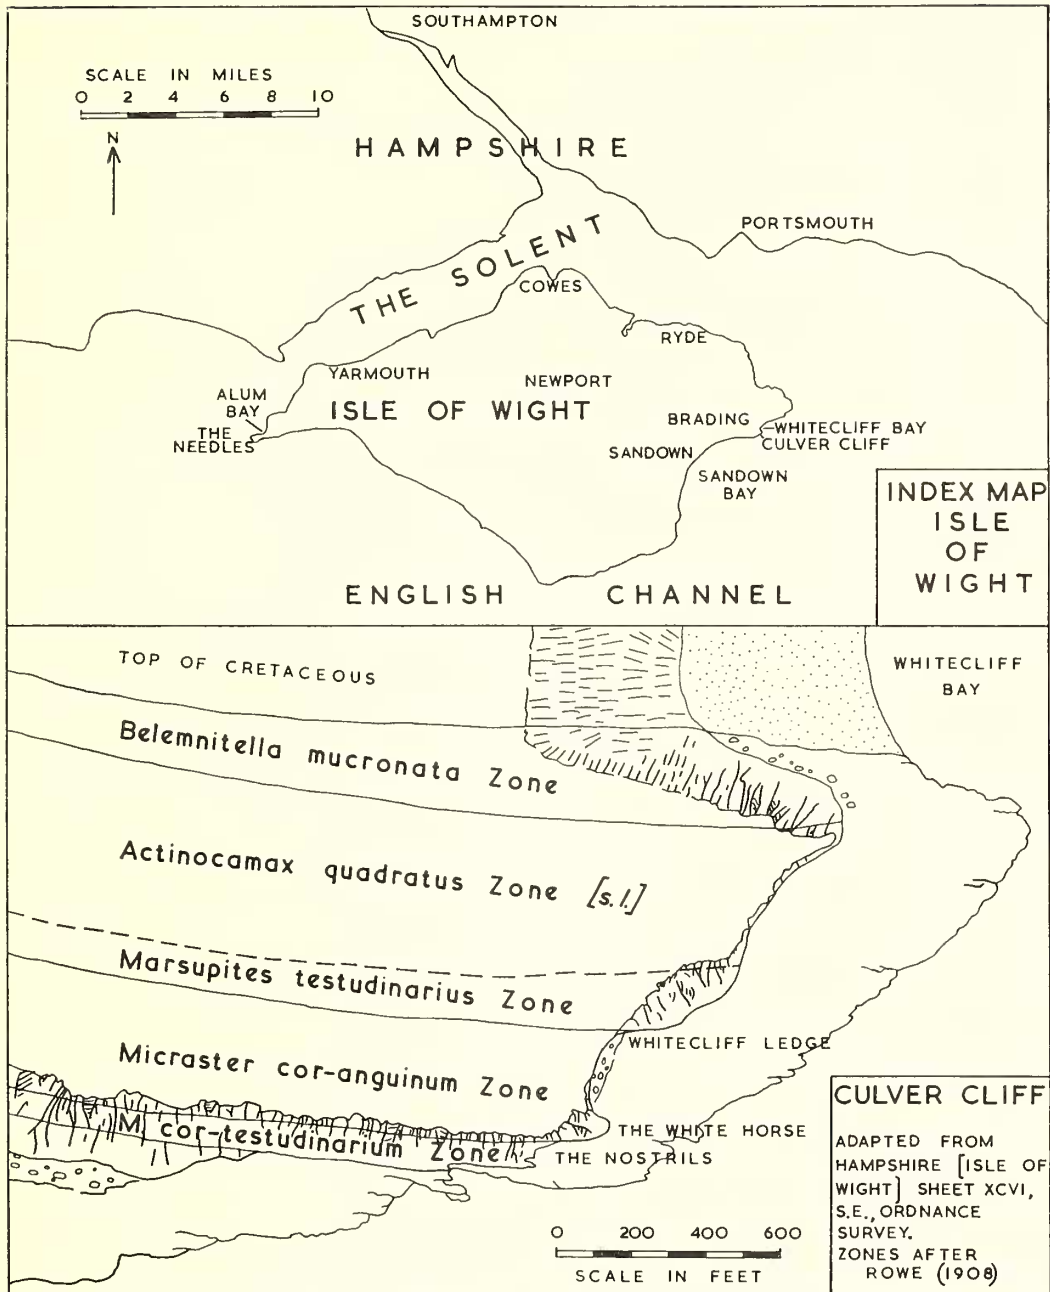 SOUTHAMPTON
SCALE IN MILES
0 2 4 6 8 10
N
HAMPSHIRE
PORTSMOUTH
THE SOLENT
COWES
RYDE
YARMOUTH
NEWPORT
ALUM
BAY
ISLE OF WIGHT
THE
NEEDLES
BRADING
WHITECLIFF BAY
CULVER CLIFF
SANDOWN
SANDOWN
BAY
INDEX MAP
ISLE
OF
WIGHT
ENGLISH CHANNEL
TOP OF CRETACEOUS
WHITECLIFF
BAY
Belemnitella mucronata Zone
Actinocamax quadratus Zone [s.l.]
Marsupites testudinarius Zone
WHITECLIFF LEDGE
Micraster cor-anguinum Zone
THE WHITE HORSE
M cor-testudinarium Zone
THE NOSTRILS
0 200 400 600
SCALE IN FEET
CULVER CLIFF
ADAPTED FROM
HAMPSHIRE [ISLE OF
WIGHT] SHEET XCVI,
S.E., ORDNANCE
SURVEY.
ZONES AFTER
ROWE (1908)